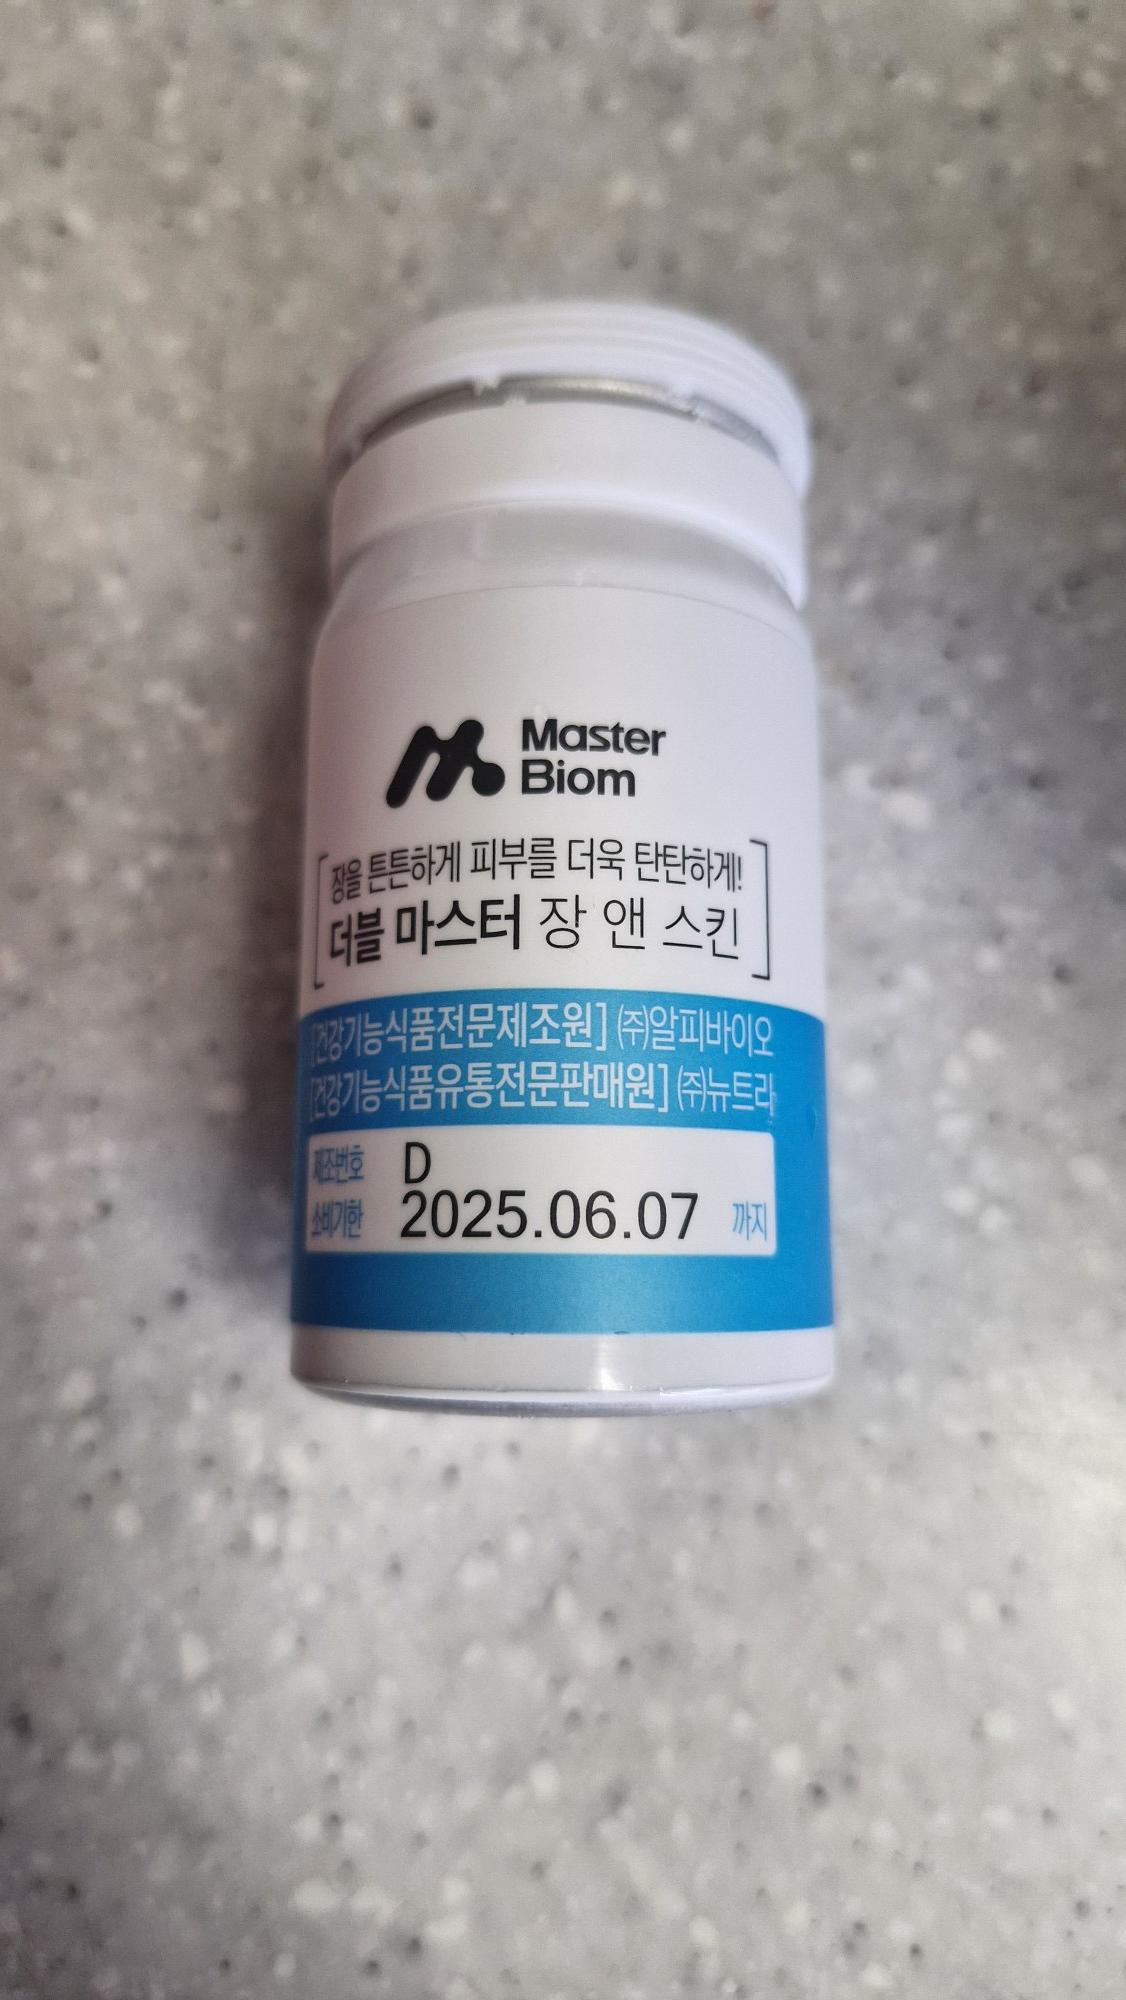 Master
Biom
장을 튼튼하게 피부를 더욱 탄탄하게!
더블 마스터 장 앤 스킨
[건강기능식품전문제조원] ㈜알피바이오
[건강기능식품유통전문판매원] ㈜뉴트리
제조번호 D
소비기한 2025.06.07 까지